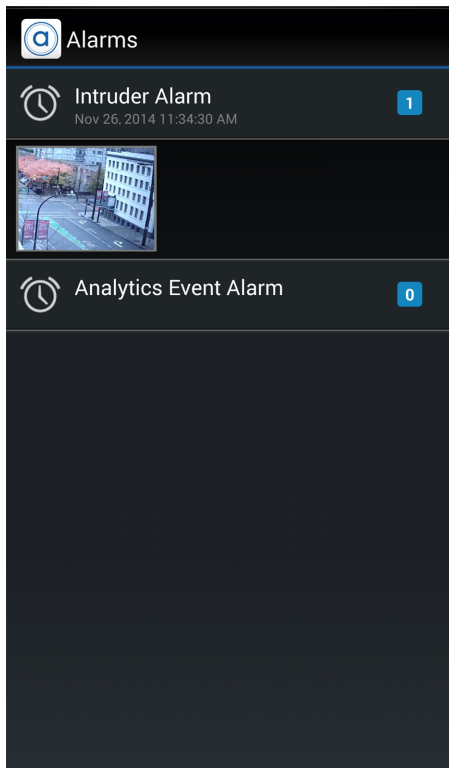 a Alarms
Intruder Alarm
1
Nov 26, 2014 11:34:30 AM
Analytics Event Alarm
0